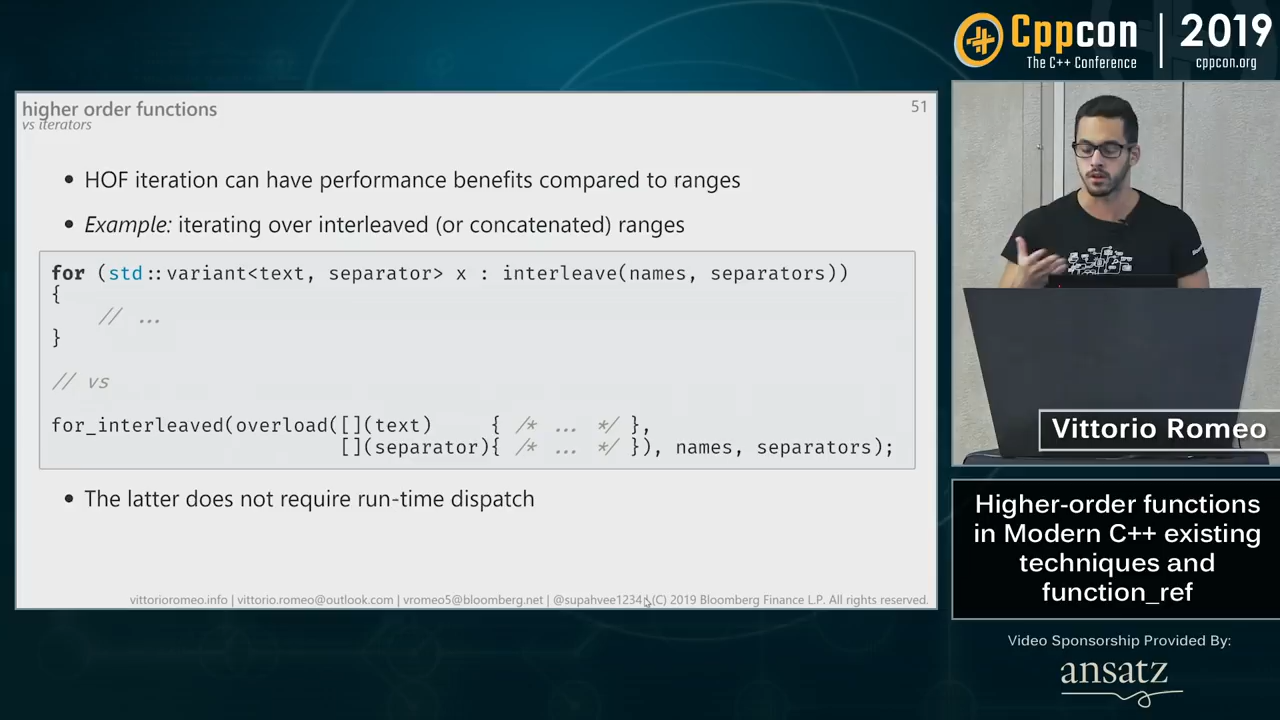 Cppcon | 2019
The C++ Conference
cppcon.org
higher order functions
51
vs iterators
• HOF iteration can have performance benefits compared to ranges
• Example: iterating over interleaved (or concatenated) ranges
for (std::variant<text, separator> x : interleave(names, separators))
{
// ...
}
// vs
for_interleaved(overload([](text) { /* ... */ },
[](separator){ /* ... */ }), names, separators);
• The latter does not require run-time dispatch
vittorioromeo.info | vittorio.romeo@outlook.com | vromeo5@bloomberg.net | @supahvee1234 | (C) 2019 Bloomberg Finance L.P. All rights reserved.
Vittorio Romeo
Higher-order functions
in Modern C++ existing
techniques and
function_ref
Video Sponsorship Provided By:
ansatz